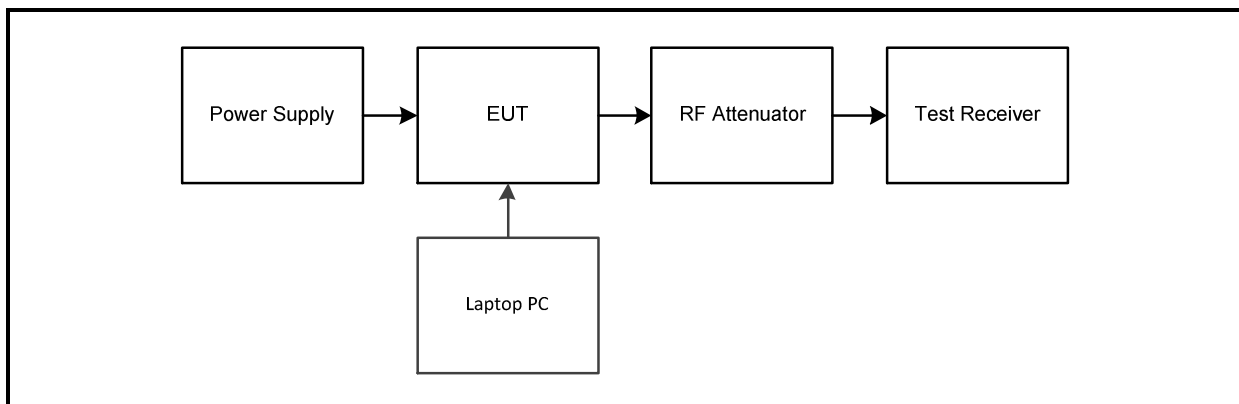 Power Supply
EUT
RF Attenuator
Test Receiver
Laptop PC